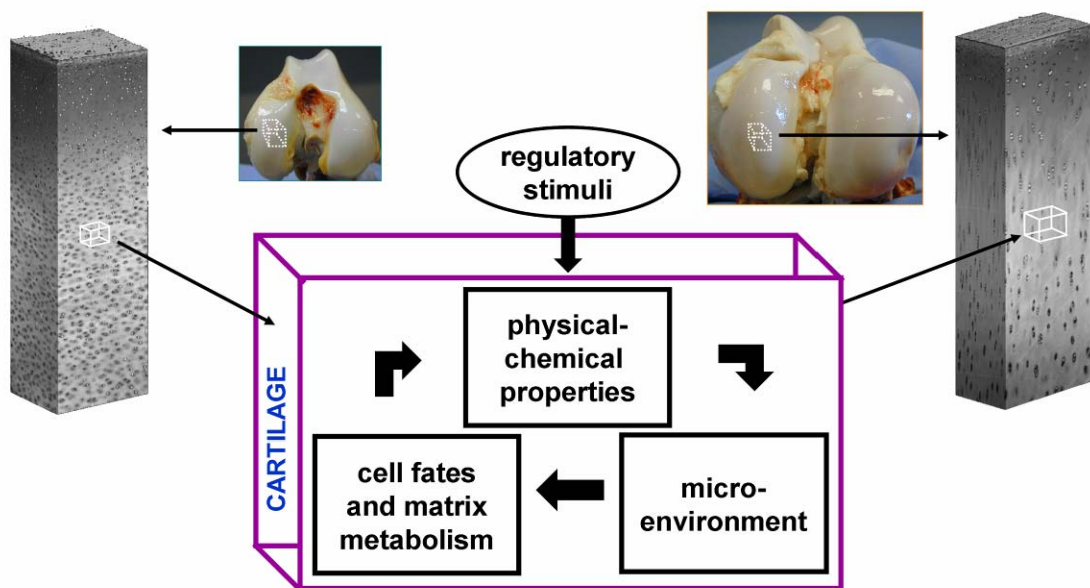 regulatory
stimuli
CARTILAGE
physical-
chemical
properties
cell fates
and matrix
metabolism
micro-
environment